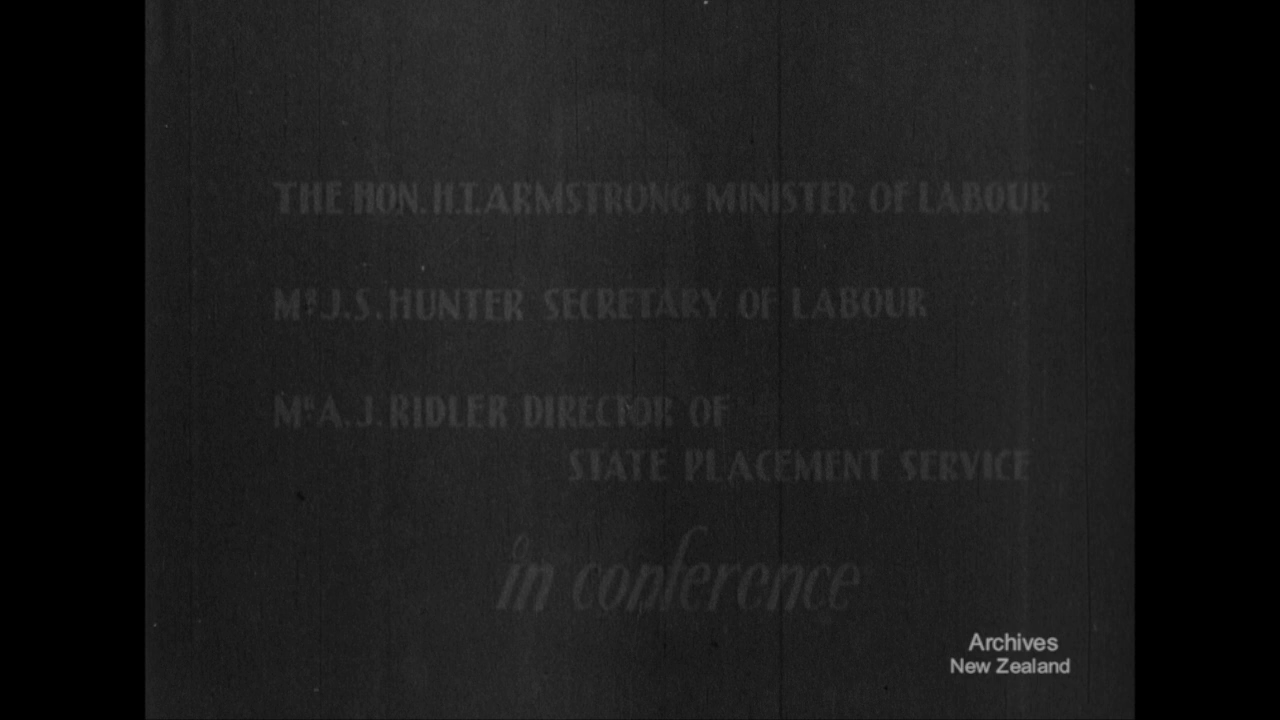 THE HON. H.T. ARMSTRONG MINISTER OF LABOUR
MR J.S. HUNTER SECRETARY OF LABOUR
MR A.J. RIDLER DIRECTOR OF
STATE PLACEMENT SERVICE
in conference
Archives
New Zealand